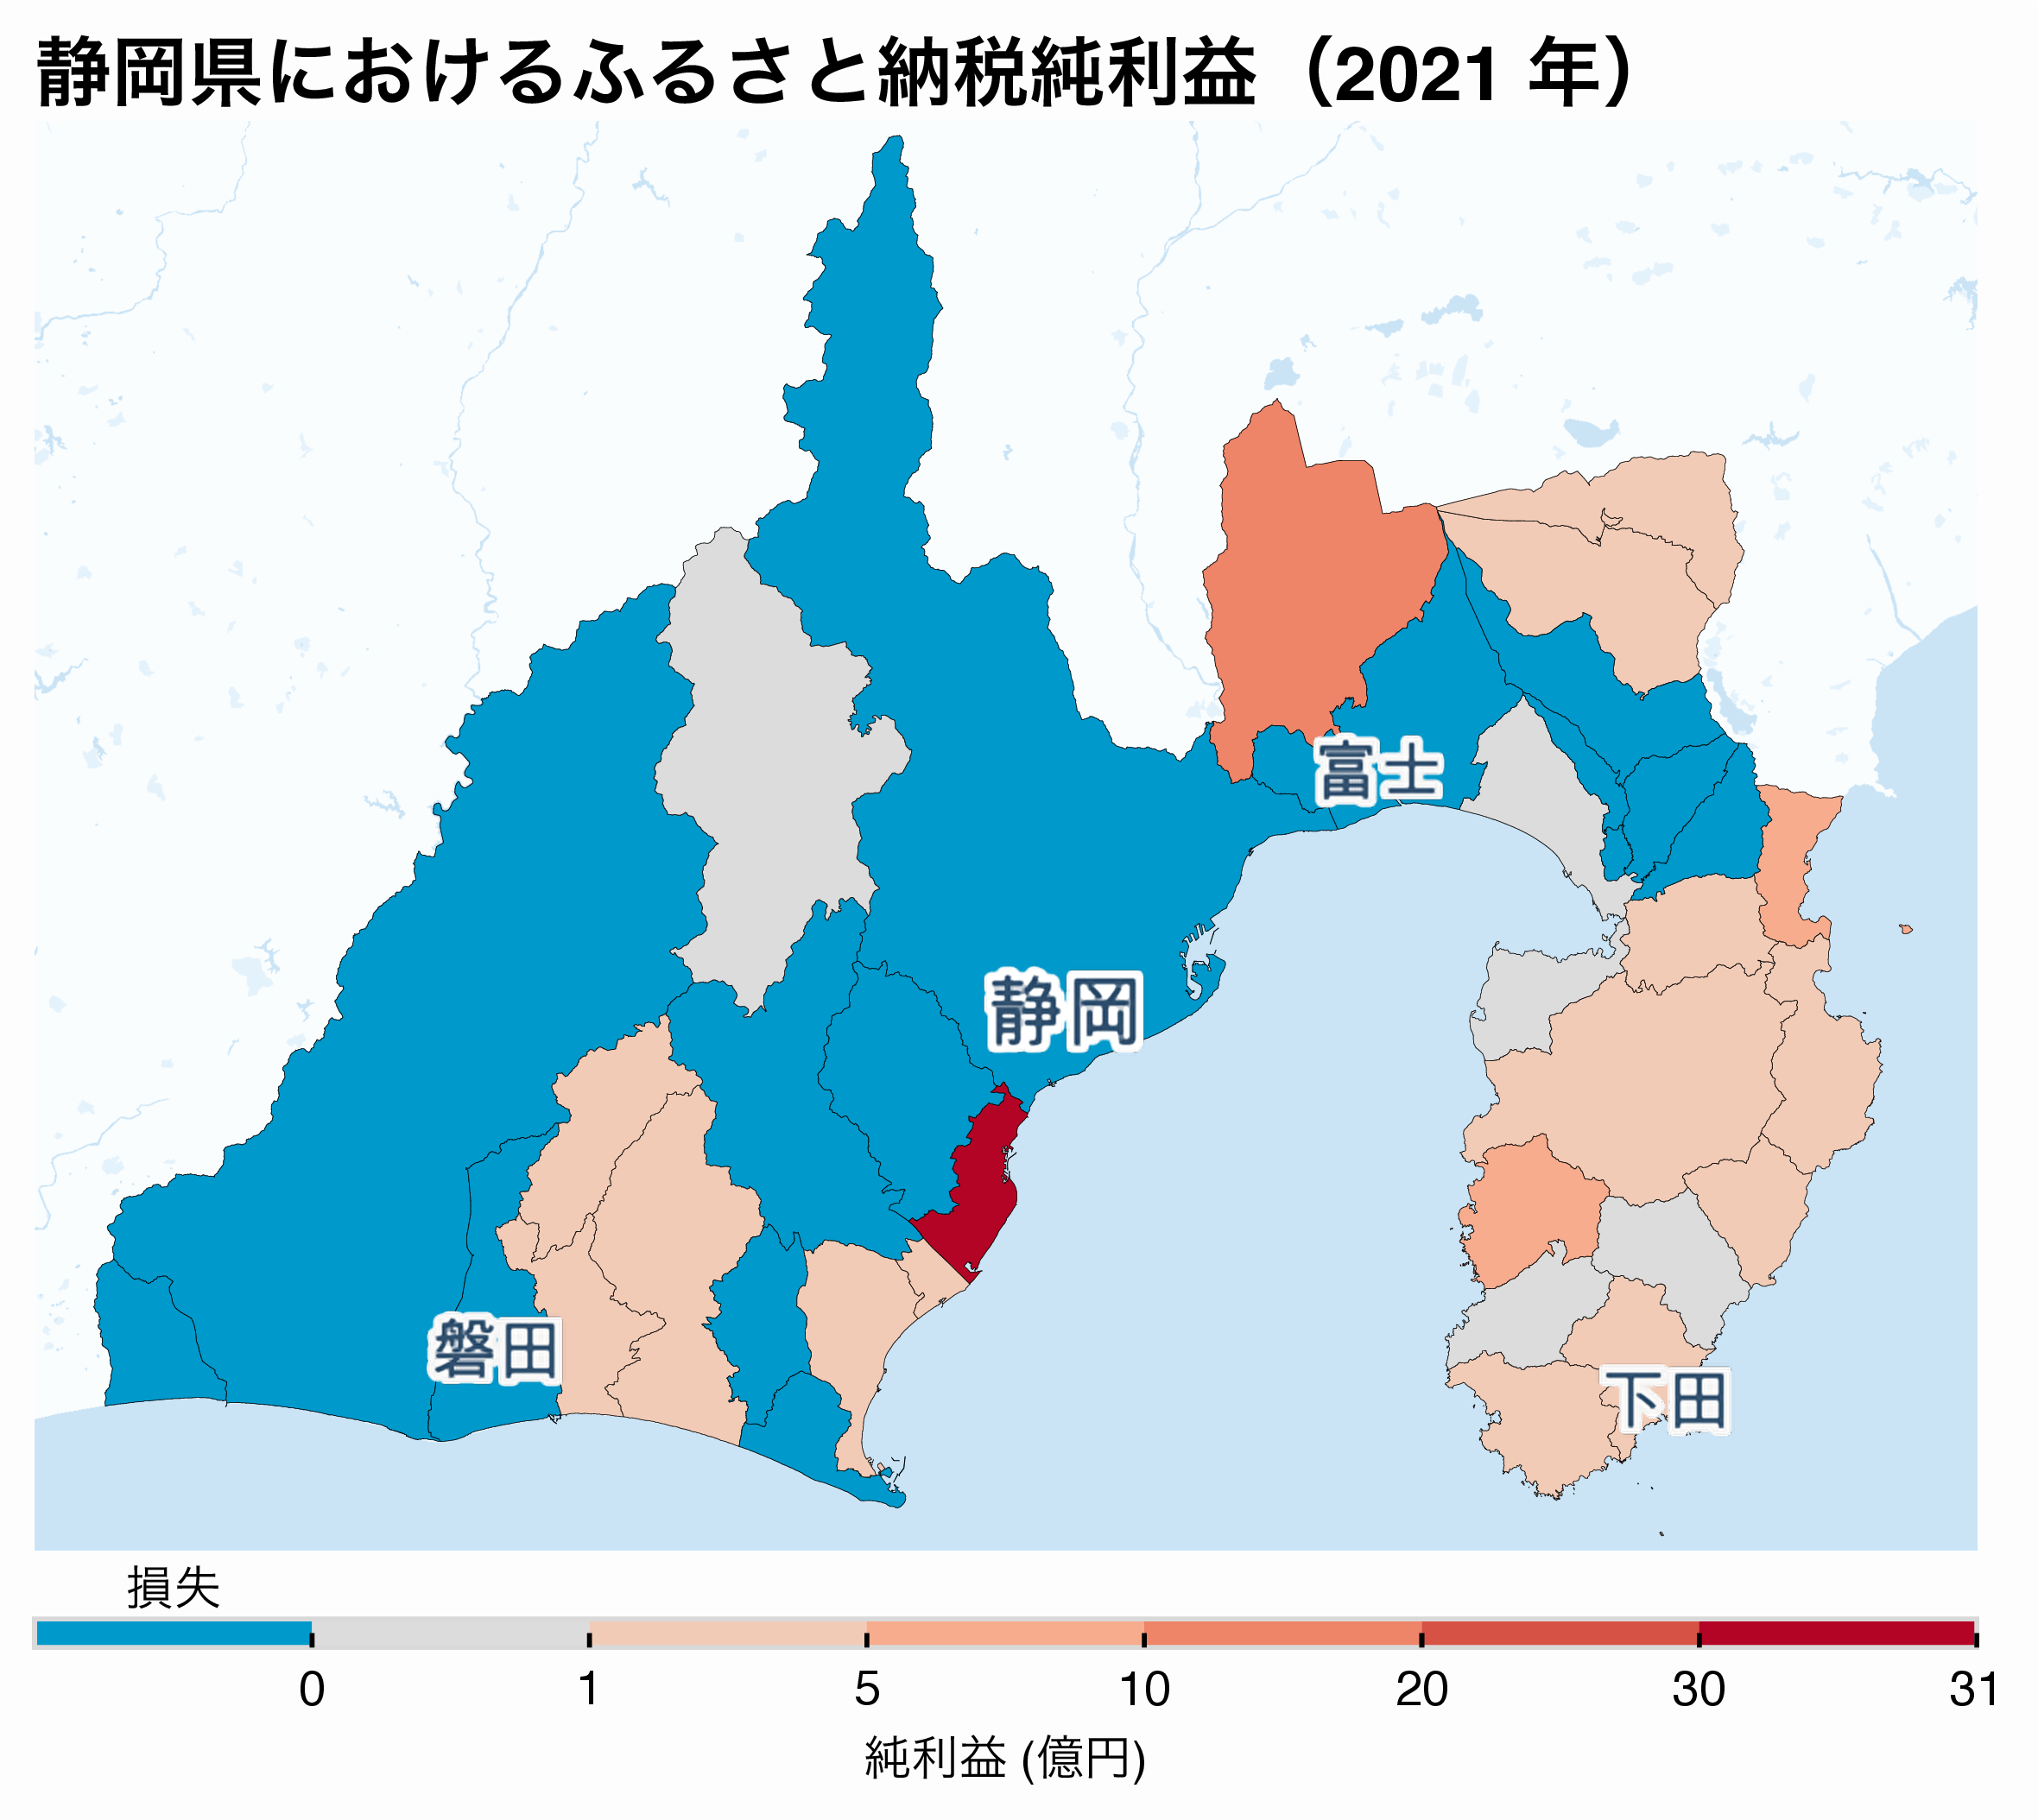 静岡県におけるふるさと納税純利益（2021 年）
富士
静岡
磐田
下田
損失
0 1 5 10 20 30 31
純利益 (億円)